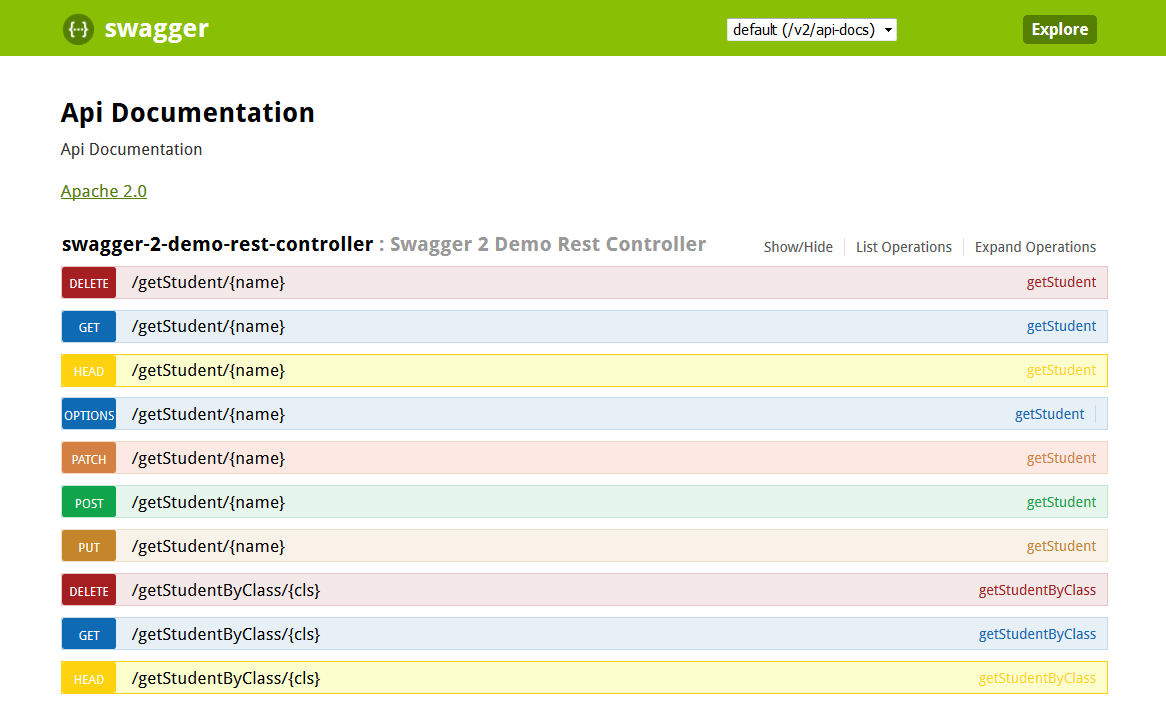 {···} swagger default (/v2/api-docs) Explore
Api Documentation
Api Documentation
Apache 2.0
swagger-2-demo-rest-controller : Swagger 2 Demo Rest Controller Show/Hide List Operations Expand Operations
DELETE /getStudent/{name} getStudent
GET /getStudent/{name} getStudent
HEAD /getStudent/{name} getStudent
OPTIONS /getStudent/{name} getStudent
PATCH /getStudent/{name} getStudent
POST /getStudent/{name} getStudent
PUT /getStudent/{name} getStudent
DELETE /getStudentByClass/{cls} getStudentByClass
GET /getStudentByClass/{cls} getStudentByClass
HEAD /getStudentByClass/{cls} getStudentByClass